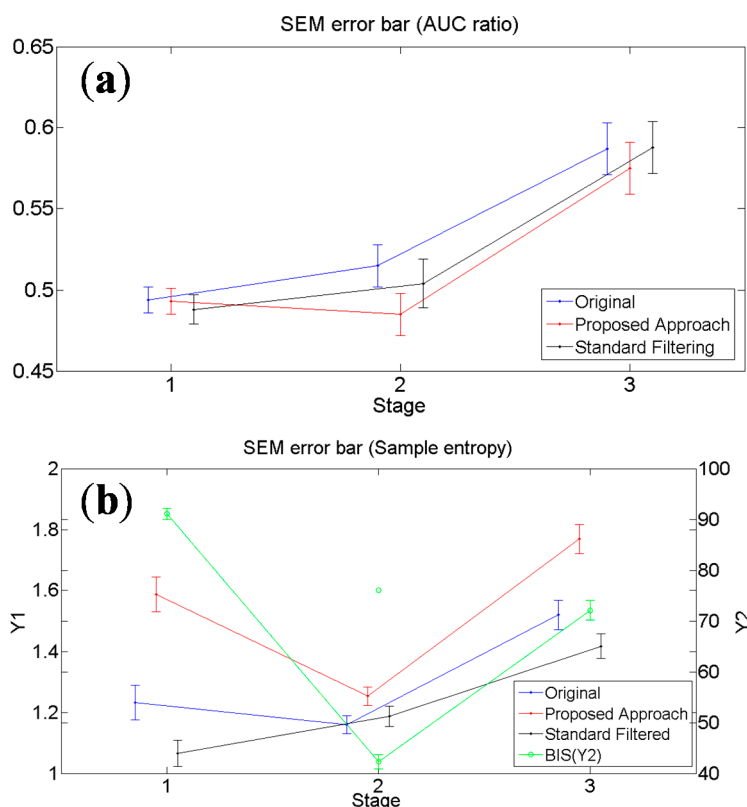 SEM error bar (AUC ratio)
(a)
0.65
0.6
0.55
0.5
0.45
1 2 3
Stage
Original
Proposed Approach
Standard Filtering
SEM error bar (Sample entropy)
(b)
2
1.8
1.6
1.4
1.2
1
Y1
100
90
80
70
60
50
40
Y2
1 2 3
Stage
Original
Proposed Approach
Standard Filtered
BIS(Y2)